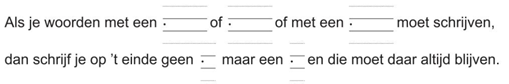 Als je woorden met een of of met een moet schrijven,
dan schrijf je op 't einde geen maar een en die moet daar altijd blijven.